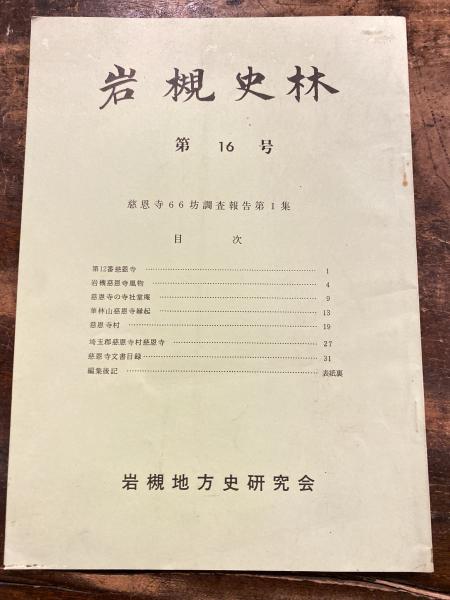 岩槻史林
第 16 号
慈恩寺66坊調査報告第1集
目 次
第12番慈恩寺 …… 1
岩槻慈恩寺風物 …… 4
慈恩寺の寺社堂庵 …… 9
華林山慈恩寺縁起 …… 13
慈恩寺村 …… 19
埼玉郡慈恩寺村慈恩寺 …… 27
慈恩寺文書目録 …… 31
編集後記 …… 表紙裏
岩槻地方史研究会